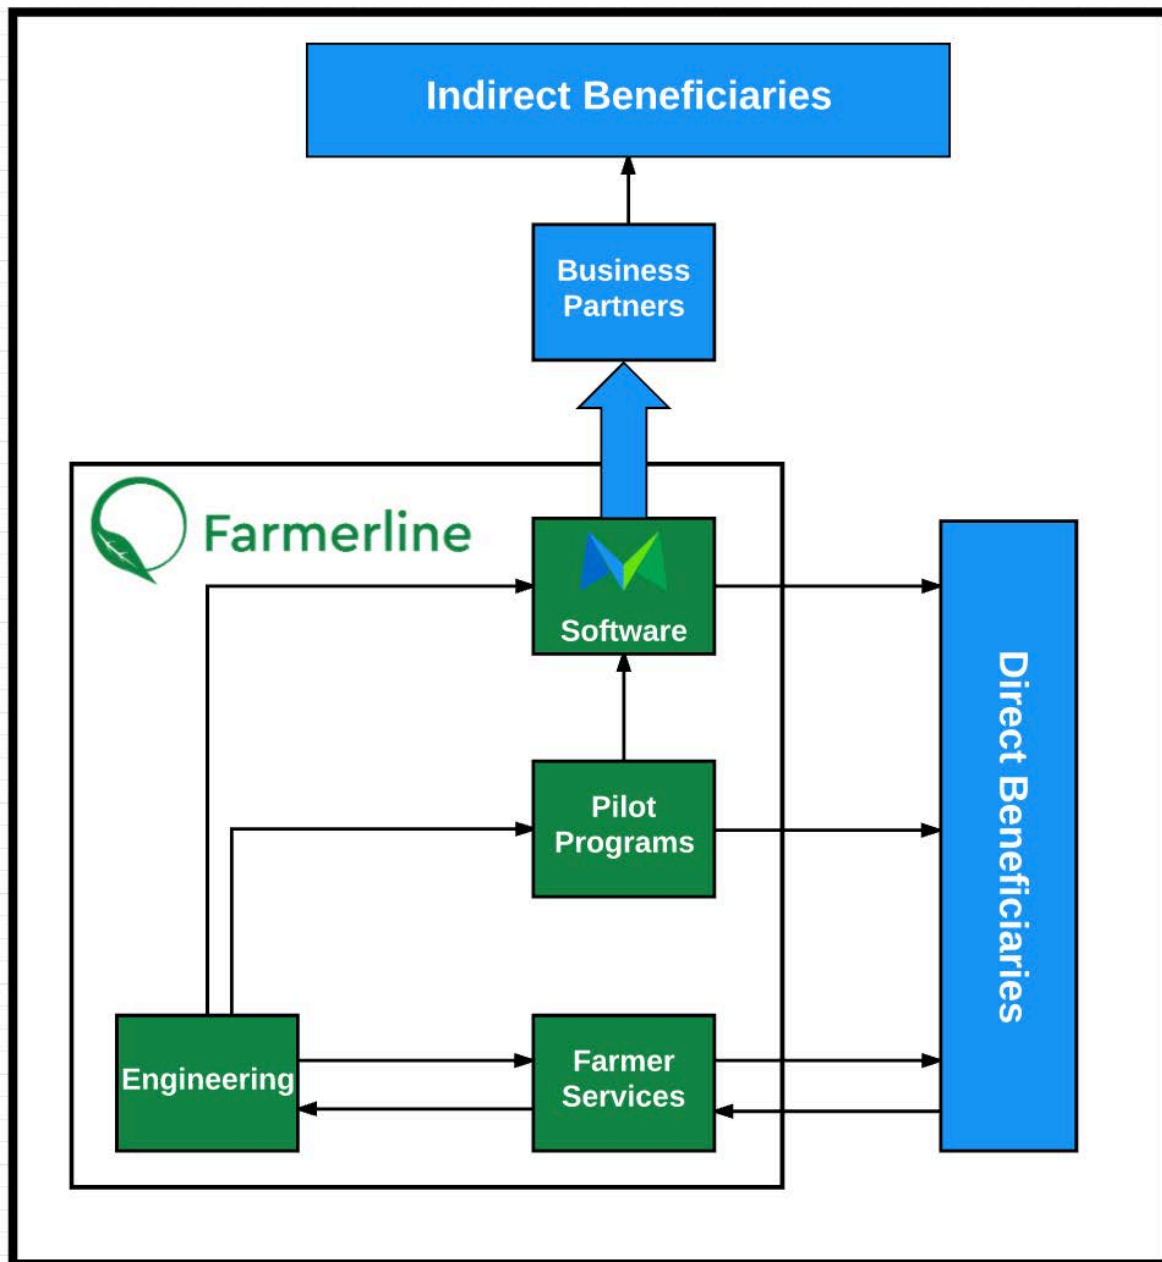 Indirect Beneficiaries
Business
Partners
Farmerline
Software
Pilot
Programs
Direct Beneficiaries
Engineering
Farmer
Services